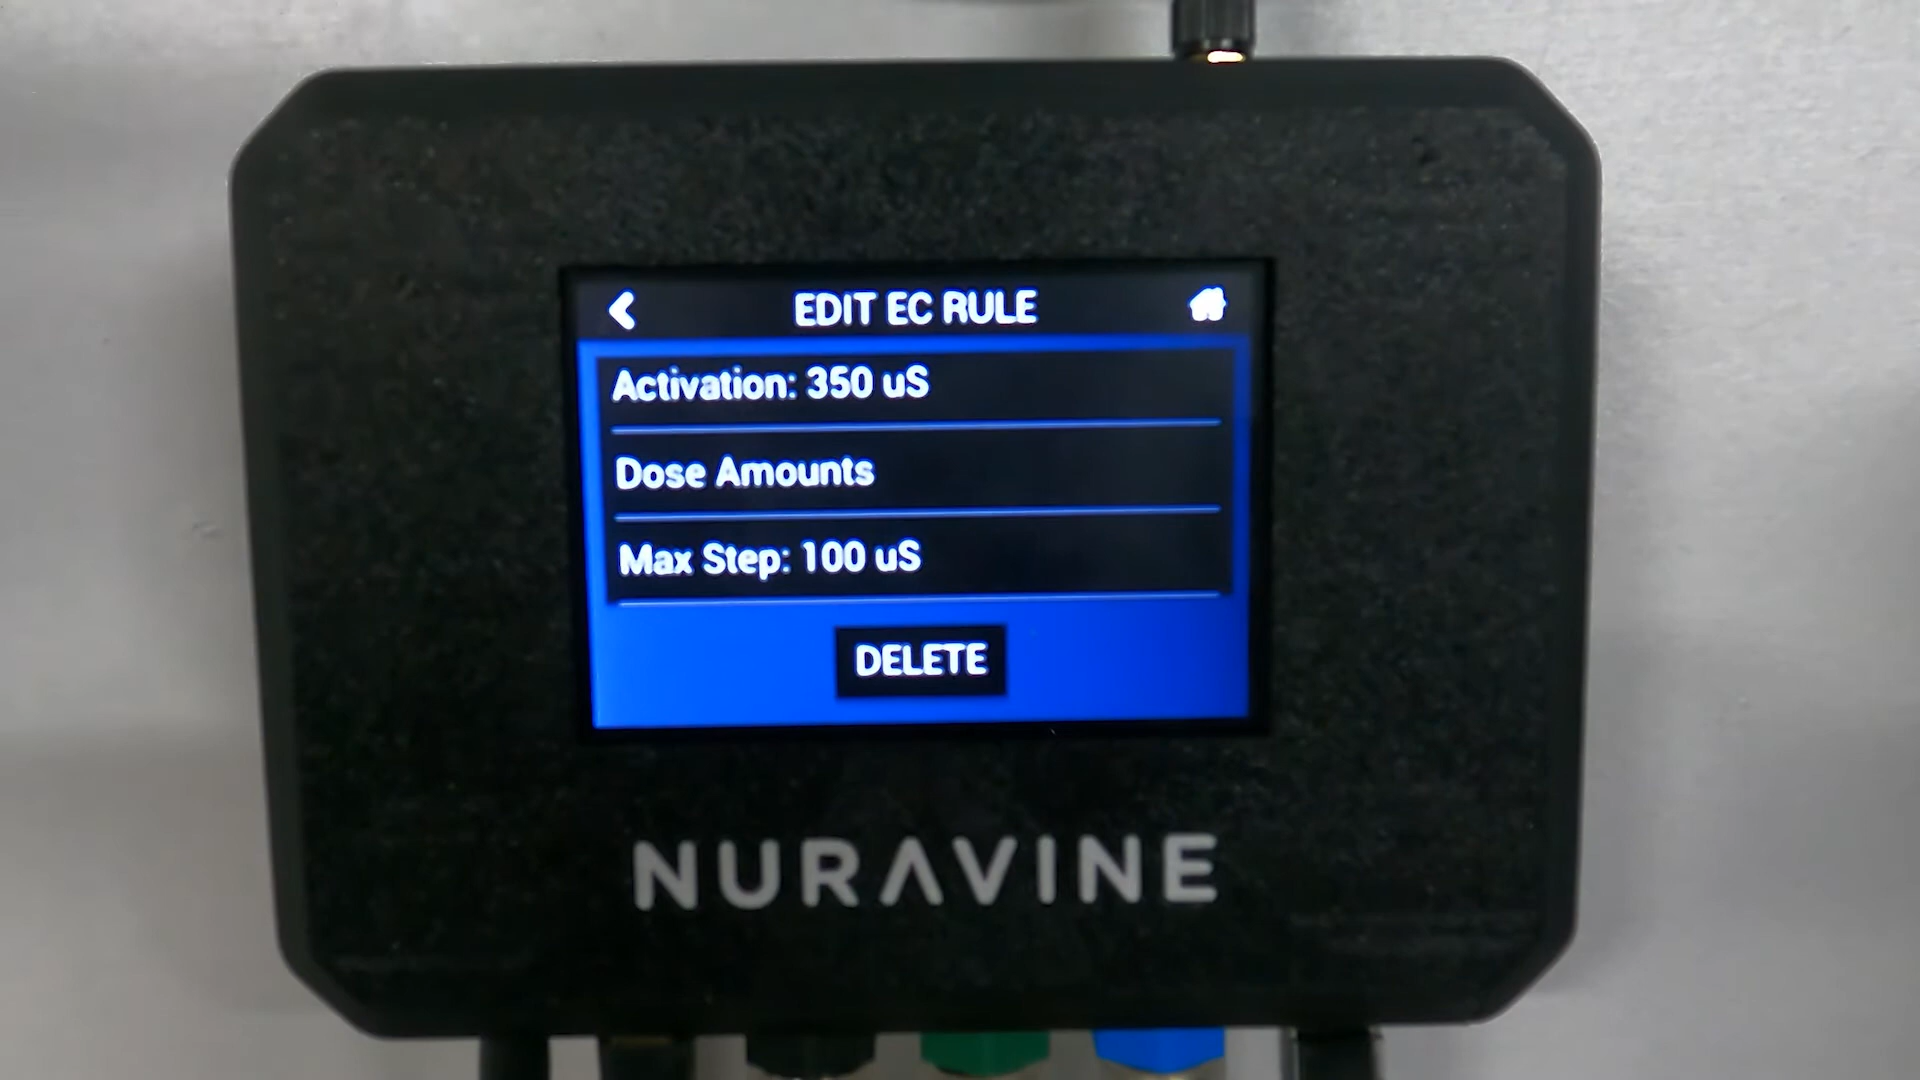 EDIT EC RULE
Activation: 350 uS
Dose Amounts
Max Step: 100 uS
DELETE
NURAVINE